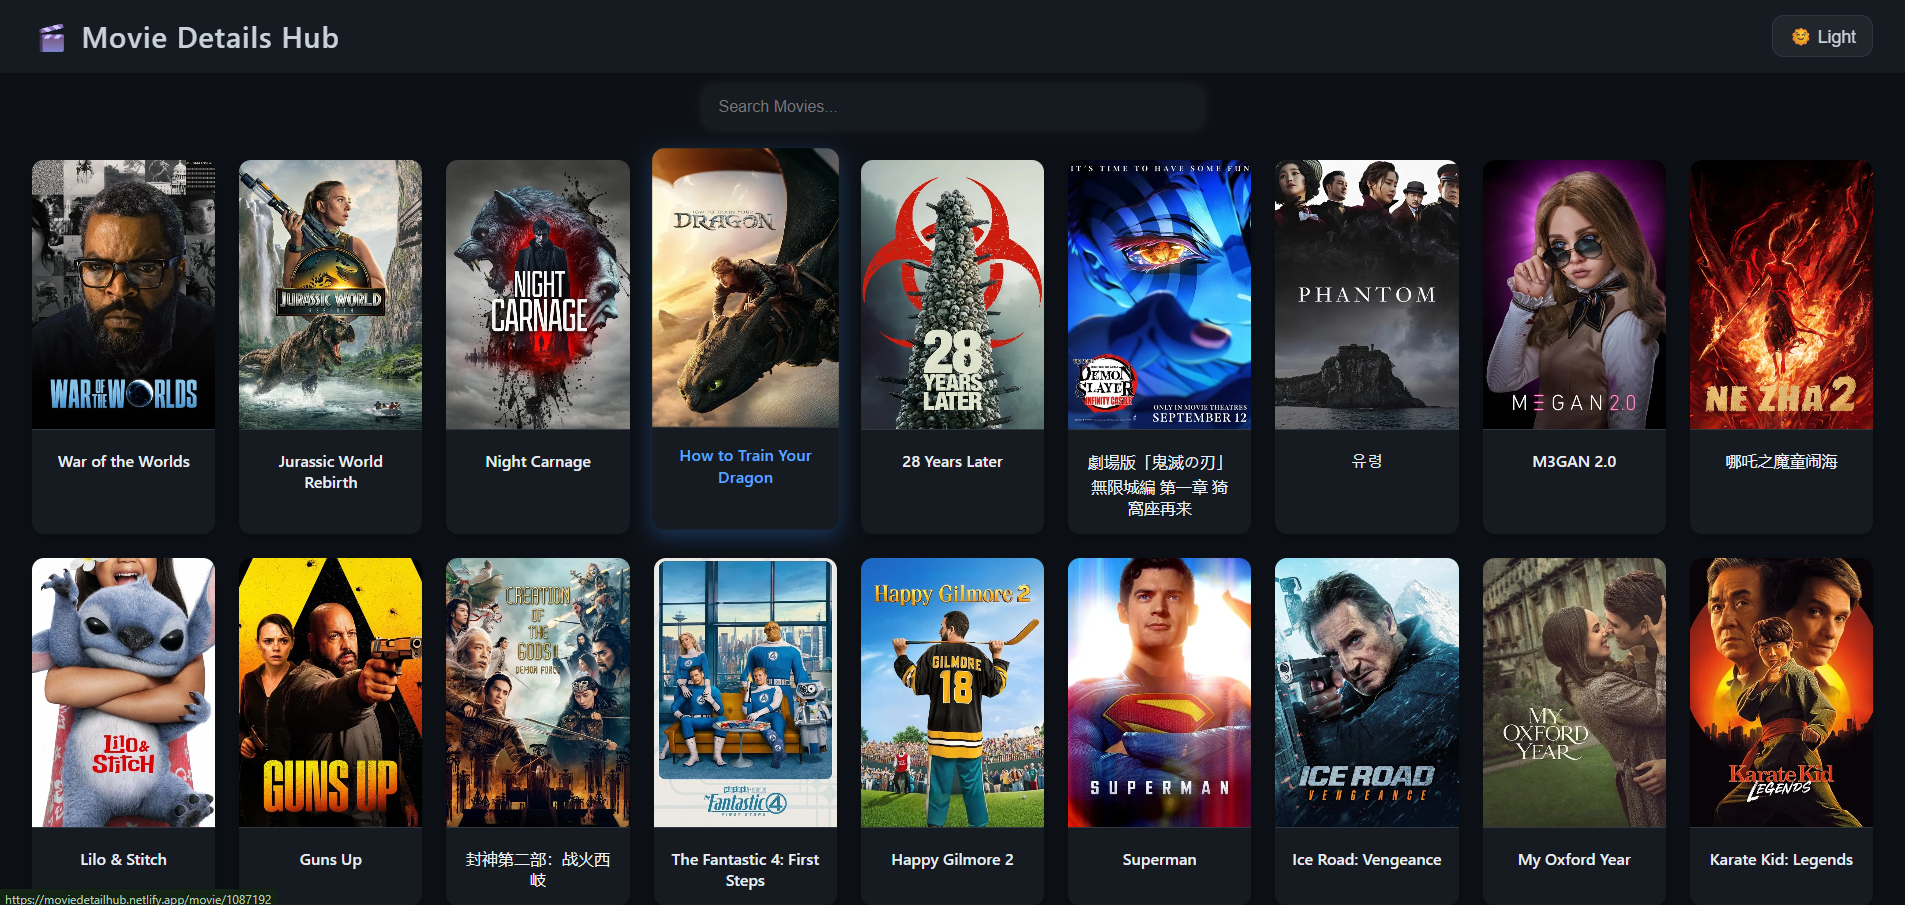 Movie Details Hub
Light
Search Movies...
WAR OF THE WORLDS
JURASSIC WORLD
REBIRTH
NIGHT
CARNAGE
HOW TO TRAIN YOUR
DRAGON
28
YEARS
LATER
IT'S TIME TO HAVE SOME FUN
DEMON
SLAYER
INFINITY CASTLE
ONLY IN MOVIE THEATRES
SEPTEMBER 12
PHANTOM
M3GAN 2.0
NE ZHA 2
War of the Worlds
Jurassic World
Rebirth
Night Carnage
How to Train Your
Dragon
28 Years Later
劇場版「鬼滅の刃」
無限城編 第一章 猗
窩座再来
유령
M3GAN 2.0
哪吒之魔童闹海
Lilo &
Stitch
GUNS UP
CREATION
OF
THE
GODS II
DEMON FORCE
Fantastic 4
FIRST STEPS
Happy Gilmore 2
GILMORE
18
SUPERMAN
ICE ROAD
VENGEANCE
MY
OXFORD
YEAR
Karate Kid
LEGENDS
Lilo & Stitch
Guns Up
封神第二部：战火西
岐
The Fantastic 4: First
Steps
Happy Gilmore 2
Superman
Ice Road: Vengeance
My Oxford Year
Karate Kid: Legends
https://moviedetailhub.netlify.app/movie/1087192